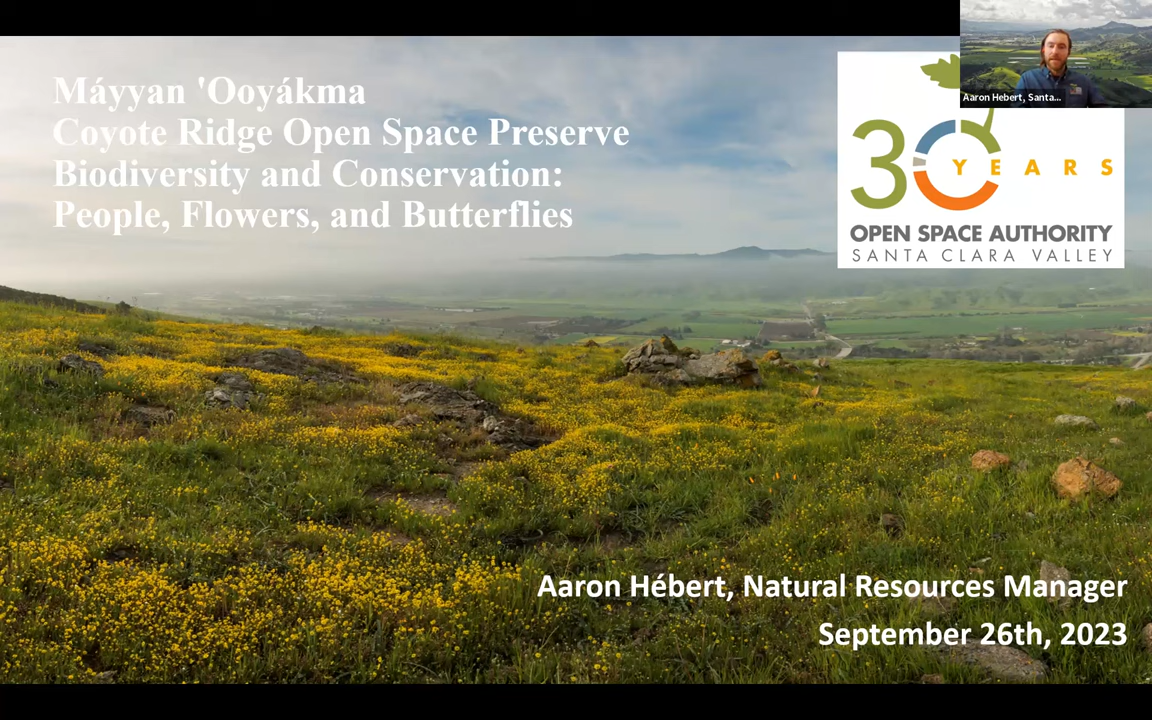 Máyyan 'Ooyákma
Coyote Ridge Open Space Preserve
Biodiversity and Conservation:
People, Flowers, and Butterflies
Aaron Hebert, Santa...
30 YEARS
OPEN SPACE AUTHORITY
SANTA CLARA VALLEY
Aaron Hébert, Natural Resources Manager
September 26th, 2023